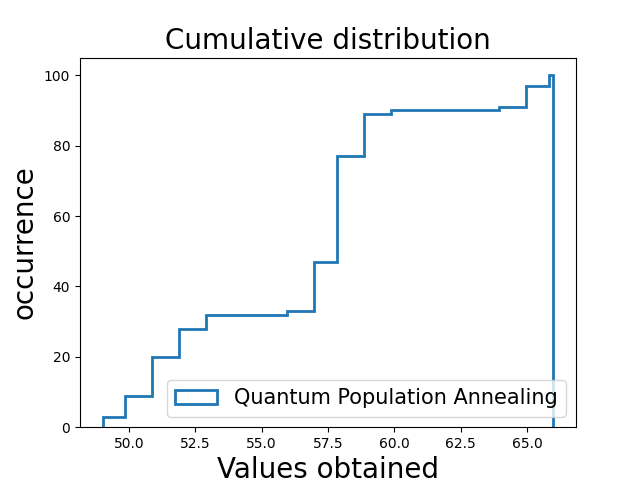 Cumulative distribution
occurrence
100
80
60
40
20
0
Quantum Population Annealing
50.0 52.5 55.0 57.5 60.0 62.5 65.0
Values obtained